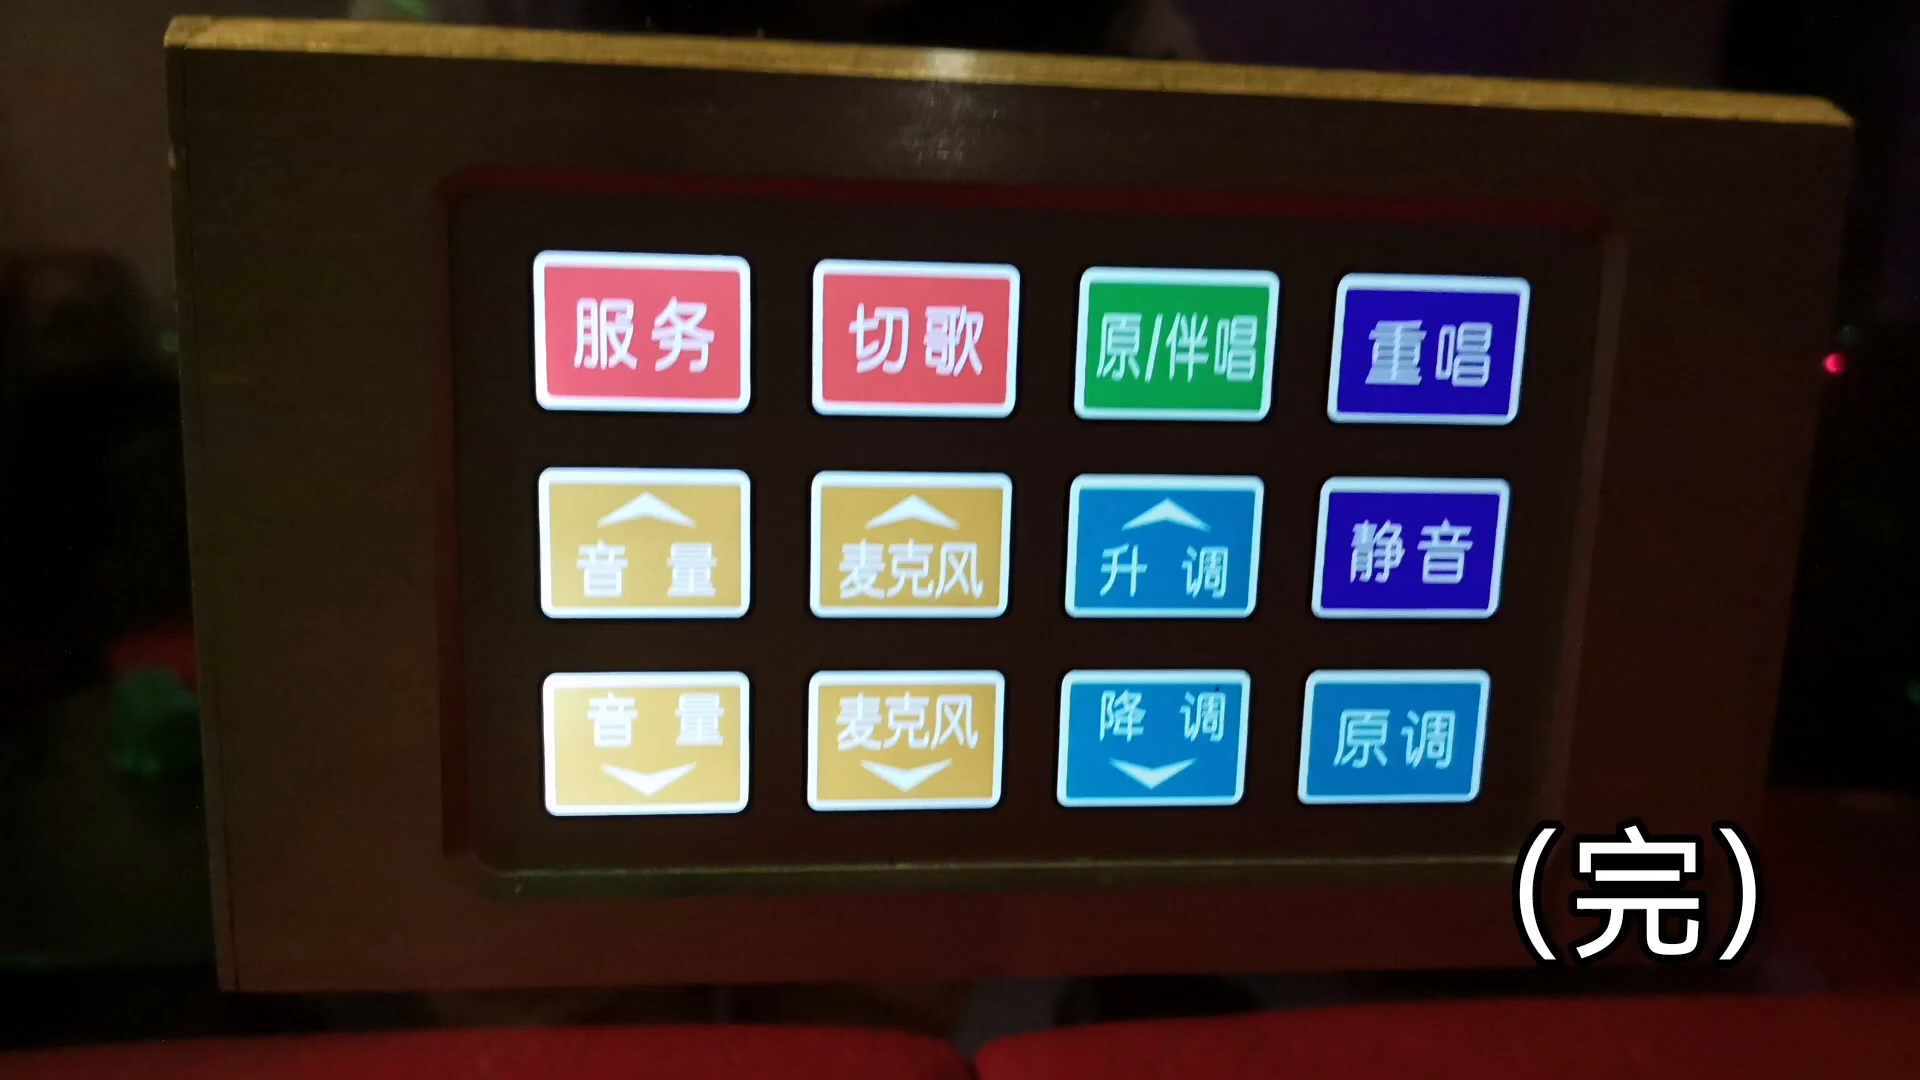 服务
切歌
原/伴唱
重唱
音量
麦克风
升调
静音
音量
麦克风
降调
原调
(完)